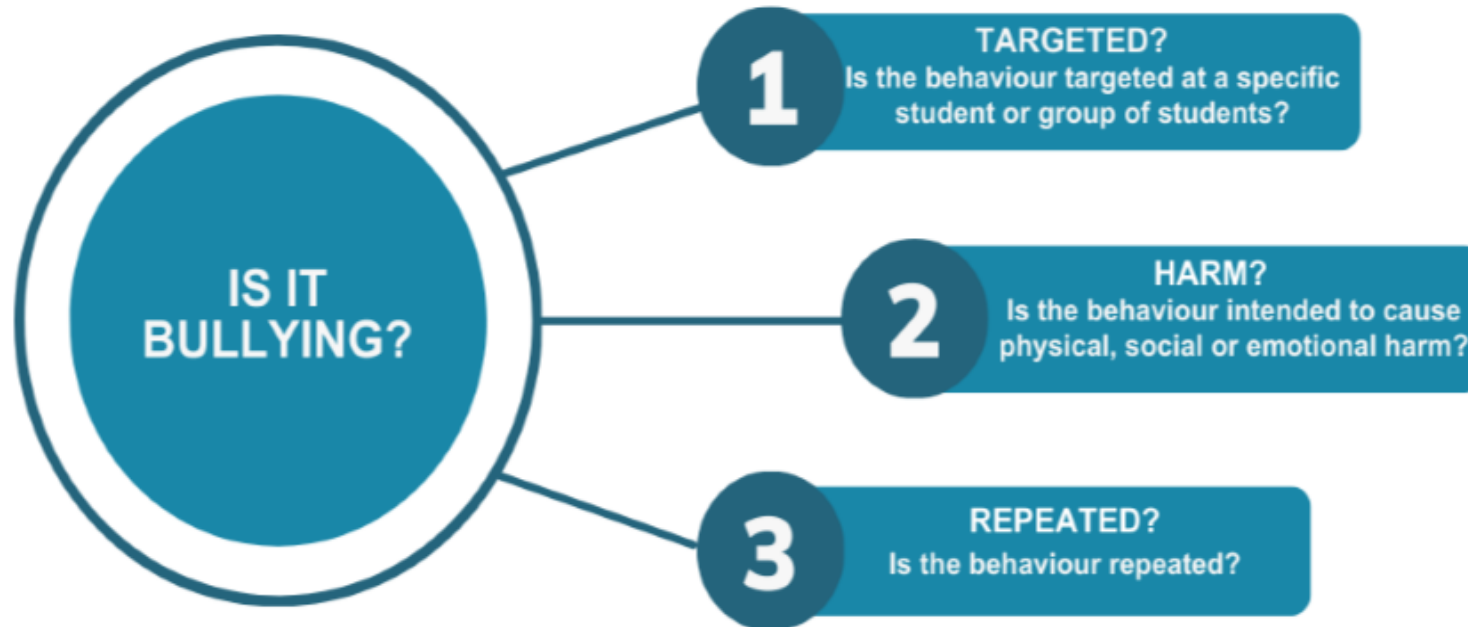 IS IT
BULLYING?
1
TARGETED?
Is the behaviour targeted at a specific
student or group of students?
2
HARM?
Is the behaviour intended to cause
physical, social or emotional harm?
3
REPEATED?
Is the behaviour repeated?